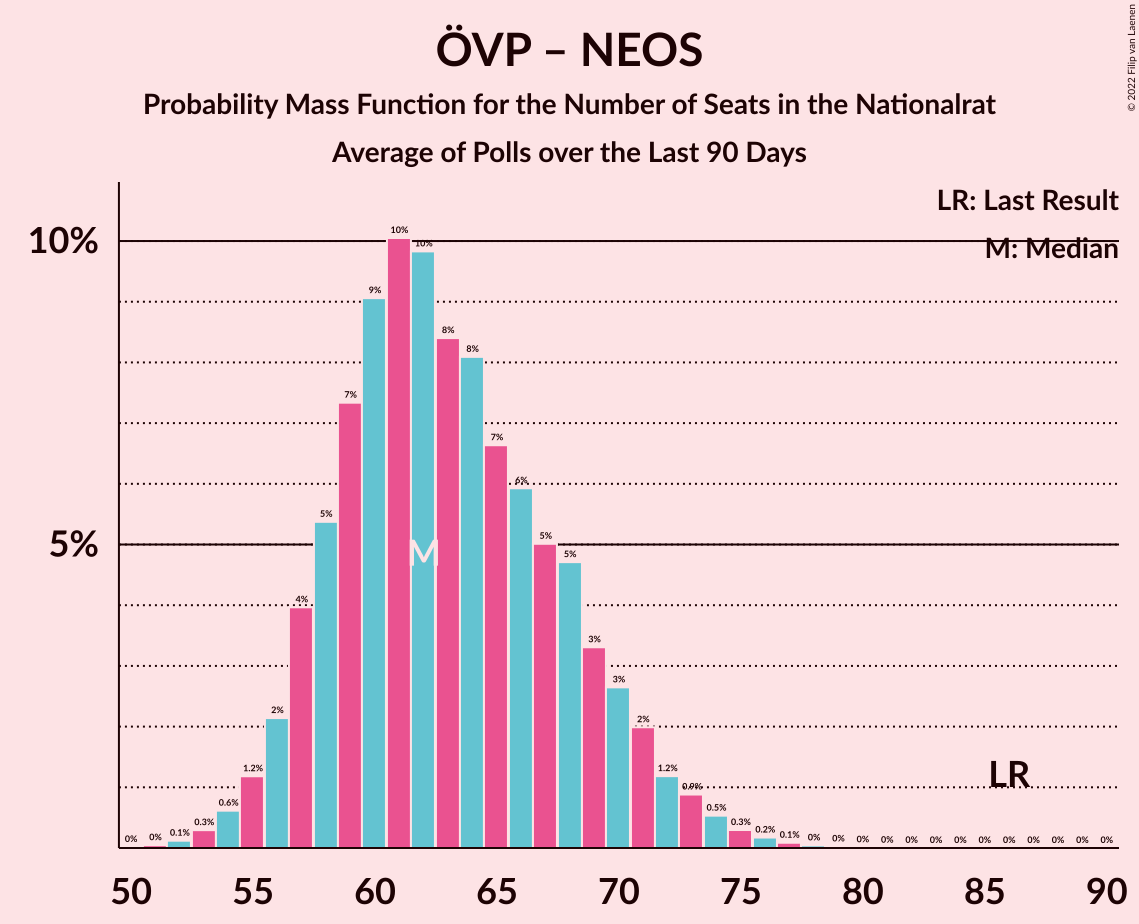 ÖVP – NEOS
Probability Mass Function for the Number of Seats in the Nationalrat
Average of Polls over the Last 90 Days
© 2022 Filip van Laenen
LR: Last Result
M: Median
10%
5%
0% 0% 0.1% 0.3% 0.6% 1.2% 2% 4% 5% 7% 9% 10% 10% 8% 8% 7% 6% 5% 5% 3% 3% 2% 1.2% 0.9% 0.5% 0.3% 0.2% 0.1% 0% 0% 0% 0% 0% 0% 0% 0% 0% 0% 0% 0% 0%
M
LR
50 55 60 65 70 75 80 85 90